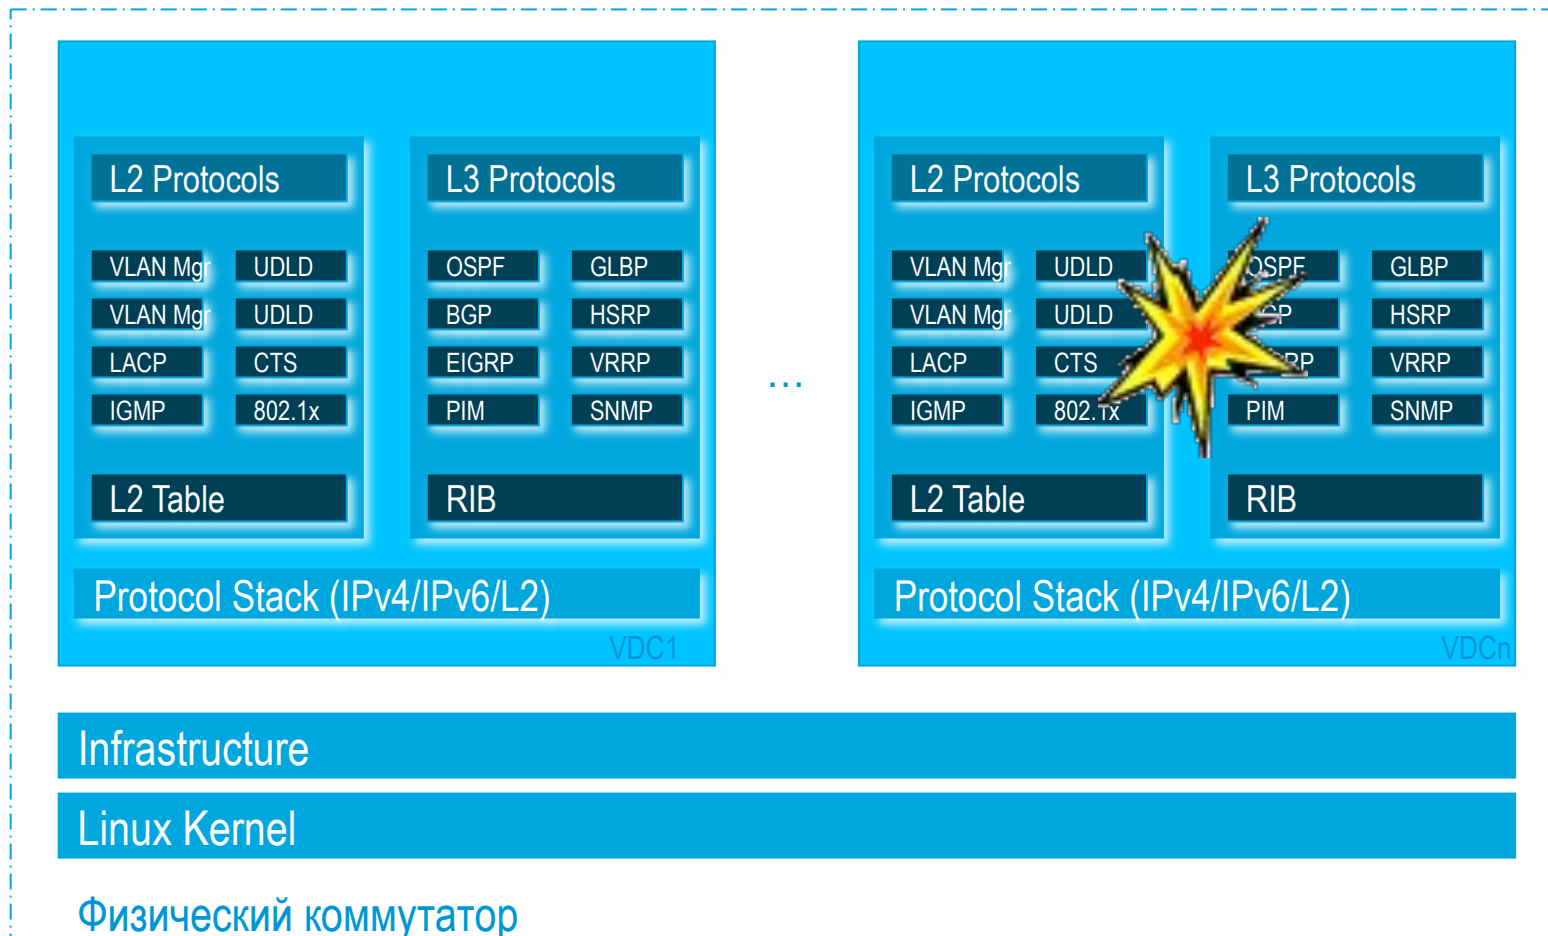 L2 Protocols
VLAN Mgr UDLD
VLAN Mgr UDLD
LACP CTS
IGMP 802.1x
L2 Table
L3 Protocols
OSPF GLBP
BGP HSRP
EIGRP VRRP
PIM SNMP
RIB
Protocol Stack (IPv4/IPv6/L2)
VDC1
...
L2 Protocols
VLAN Mgr UDLD
VLAN Mgr UDLD
LACP CTS
IGMP 802.1x
L2 Table
L3 Protocols
OSPF GLBP
HSRP
VRRP
PIM SNMP
RIB
Protocol Stack (IPv4/IPv6/L2)
VDCn
Infrastructure
Linux Kernel
Физический коммутатор